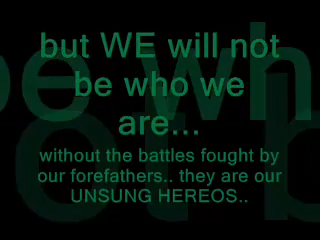 but WE will not
be who we
are...
without the battles fought by
our forefathers.. they are our
UNSUNG HEREOS..